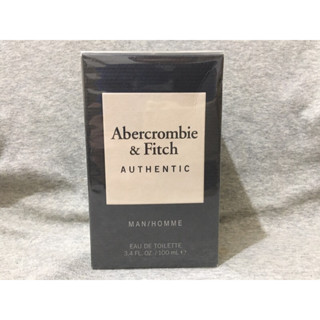 Abercrombie
& Fitch
AUTHENTIC
MAN/HOMME
EAU DE TOILETTE
3.4 FL. OZ. / 100 mL ℮